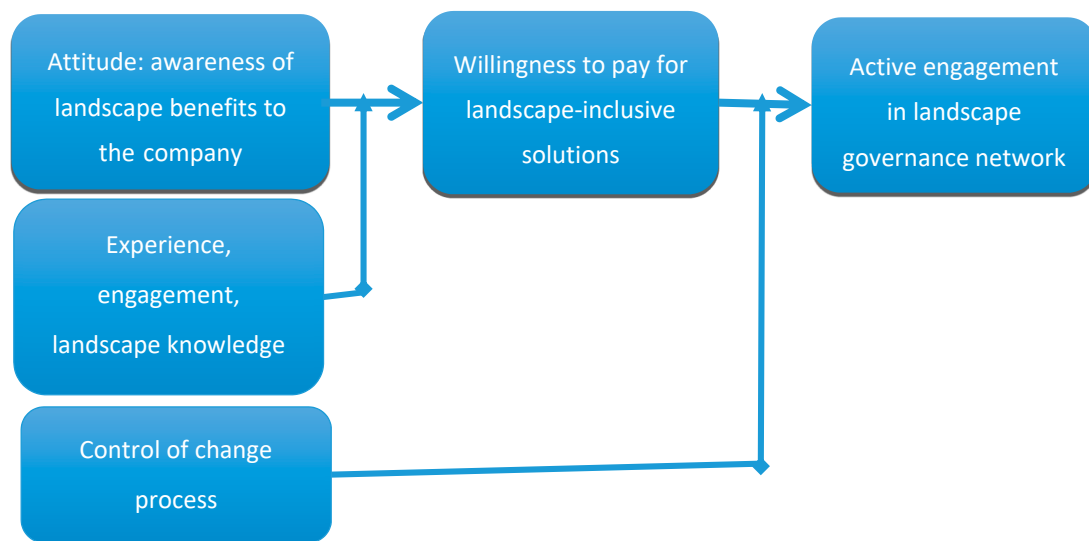 Attitude: awareness of
landscape benefits to
the company
Willingness to pay for
landscape-inclusive
solutions
Active engagement
in landscape
governance network
Experience,
engagement,
landscape knowledge
Control of change
process